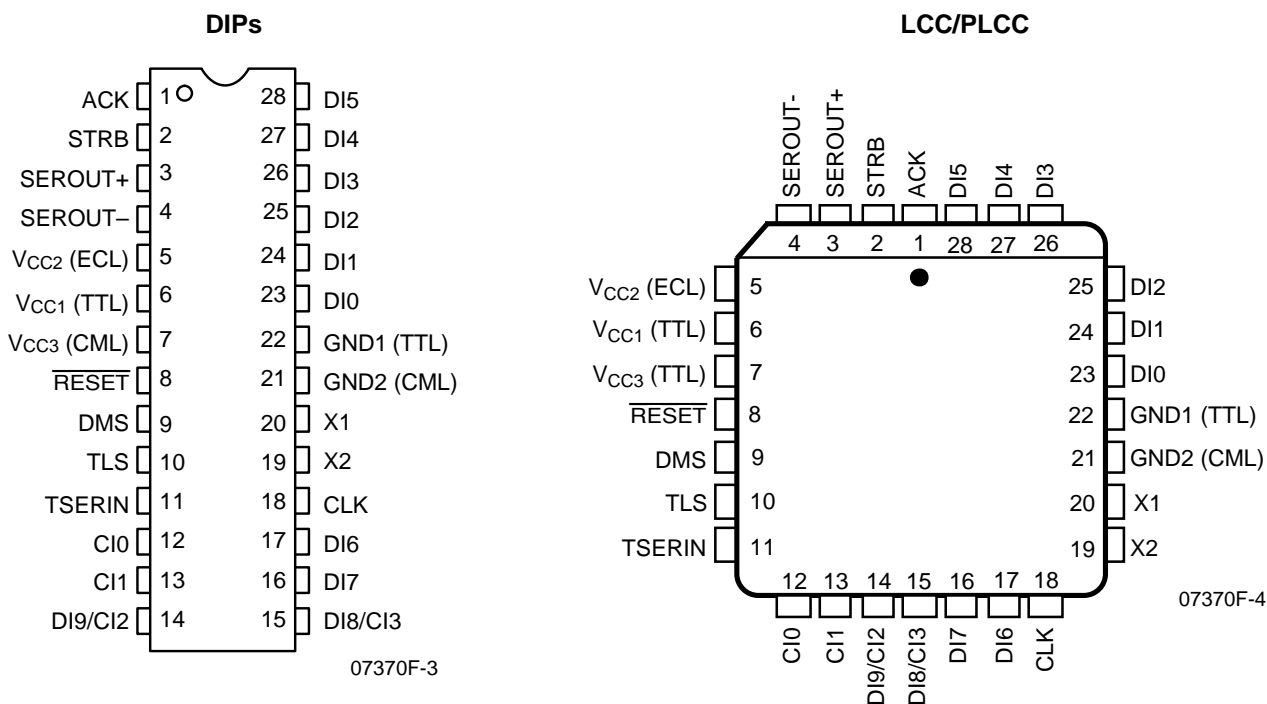 DIPs
ACK 1 28 DI5
STRB 2 27 DI4
SEROUT+ 3 26 DI3
SEROUT– 4 25 DI2
VCC2 (ECL) 5 24 DI1
VCC1 (TTL) 6 23 DI0
VCC3 (CML) 7 22 GND1 (TTL)
RESET 8 21 GND2 (CML)
DMS 9 20 X1
TLS 10 19 X2
TSERIN 11 18 CLK
CI0 12 17 DI6
CI1 13 16 DI7
DI9/CI2 14 15 DI8/CI3
07370F-3
LCC/PLCC
SEROUT- SEROUT+ STRB ACK DI5 DI4 DI3
4 3 2 1 28 27 26
VCC2 (ECL) 5 25 DI2
VCC1 (TTL) 6 24 DI1
VCC3 (TTL) 7 23 DI0
RESET 8 22 GND1 (TTL)
DMS 9 21 GND2 (CML)
TLS 10 20 X1
TSERIN 11 19 X2
12 13 14 15 16 17 18
CI0 CI1 DI9/CI2 DI8/CI3 DI7 DI6 CLK
07370F-4